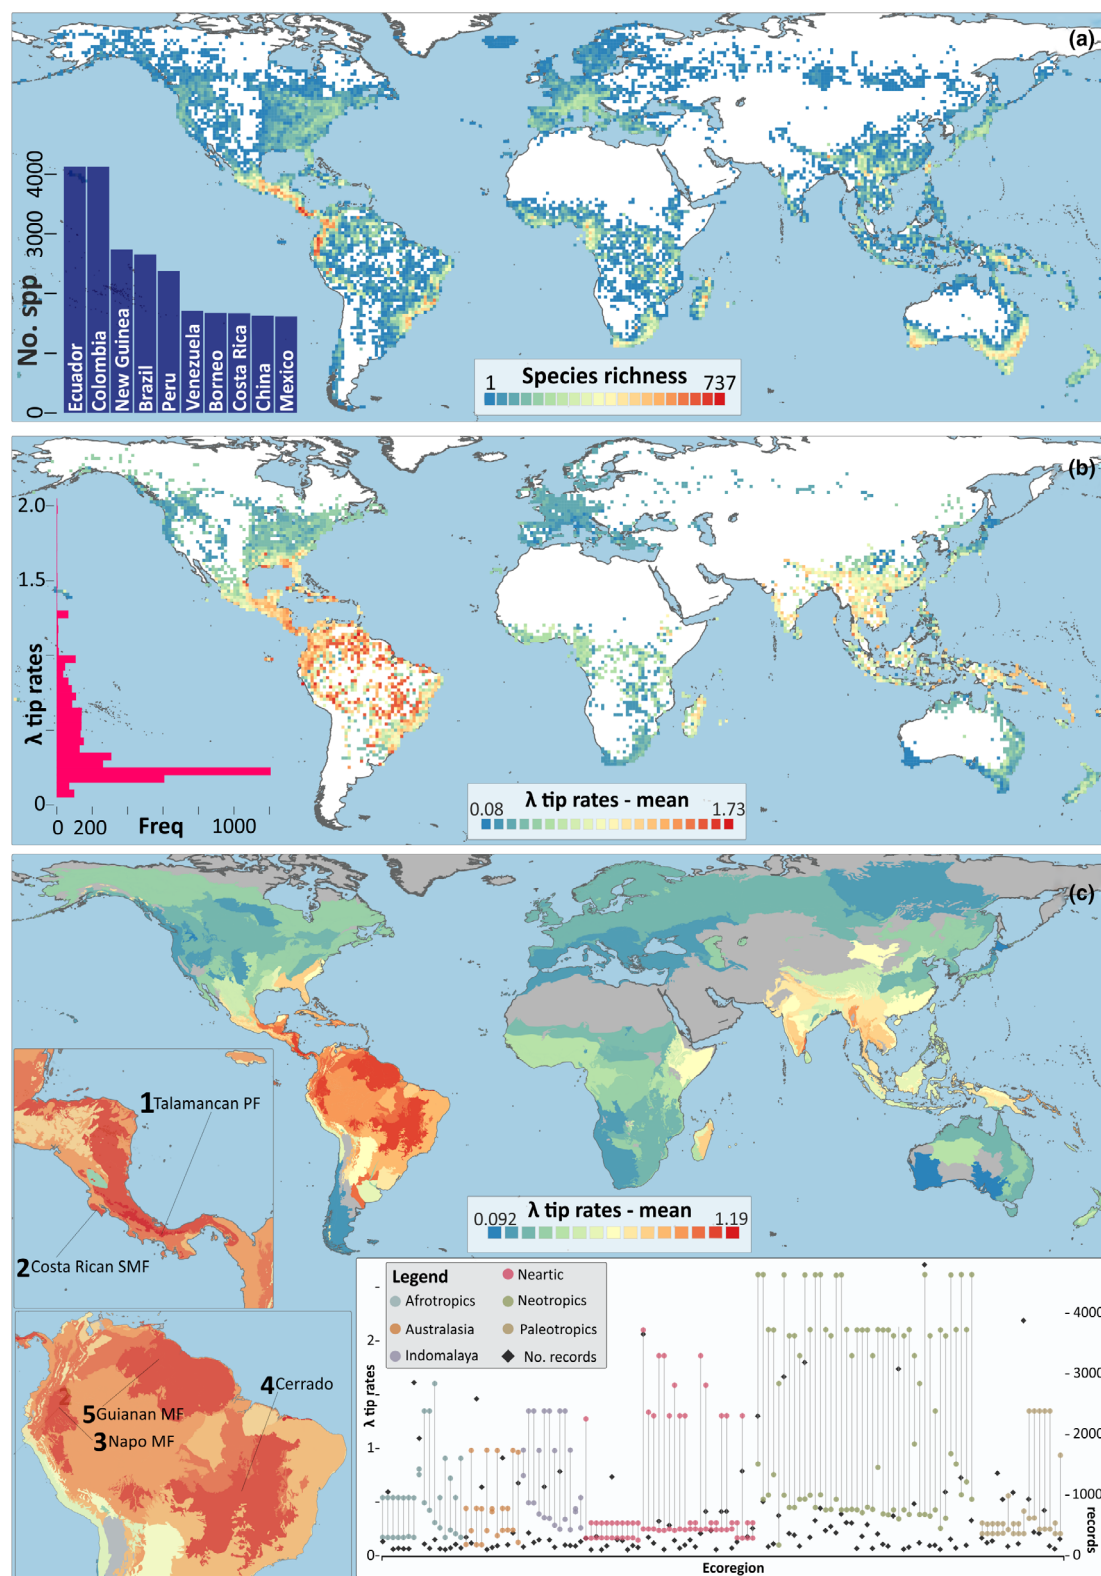 (a)
No. spp
4000
3000
0
Ecuador
Colombia
New Guinea
Brazil
Peru
Venezuela
Borneo
Costa Rica
China
Mexico
Species richness
1
737
(b)
λ tip rates
2.0
1.5
0
0 200 Freq 1000
λ tip rates - mean
0.08
1.73
(c)
1 Talamancan PF
2 Costa Rican SMF
λ tip rates - mean
0.092
1.19
2
5 Guianan MF
3 Napo MF
4 Cerrado
Legend
Neartic
Afrotropics
Neotropics
Australasia
Paleotropics
Indomalaya
No. records
λ tip rates
2
1
0
4000
3000
2000
1000
0
records
Ecoregion